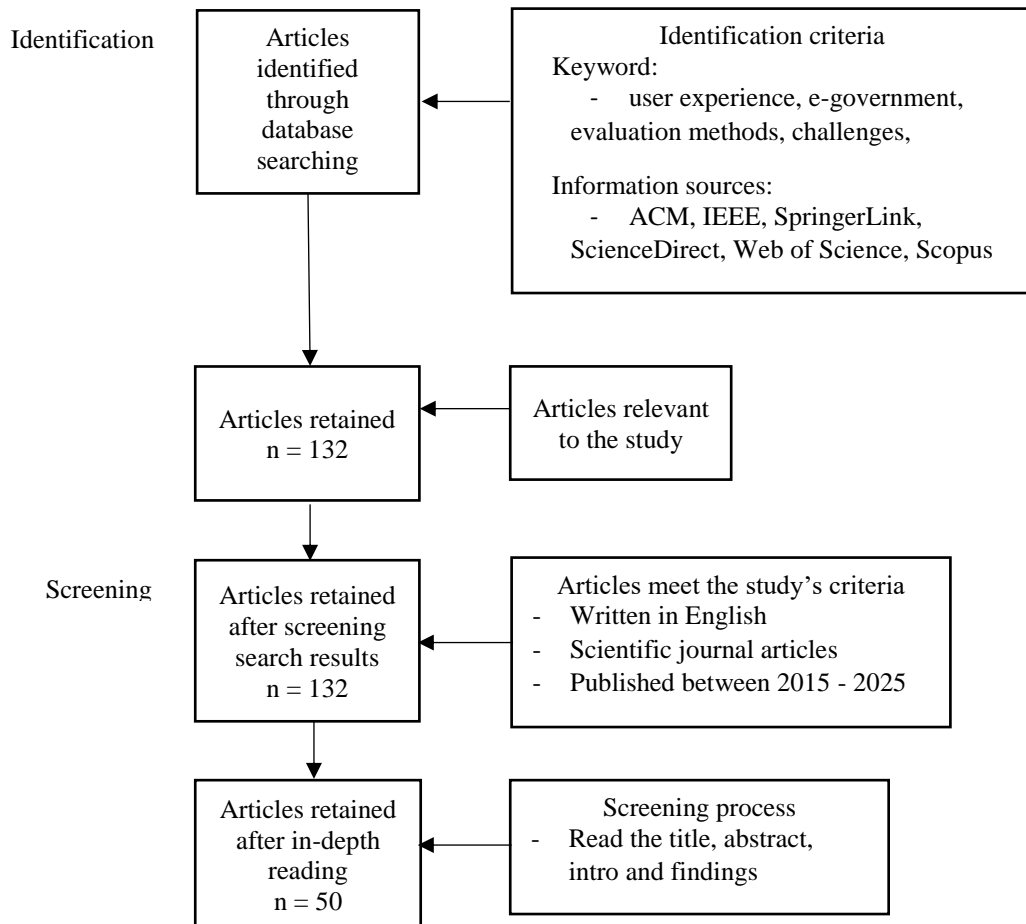 Identification
Articles
identified
through
database
searching
Identification criteria
Keyword:
- user experience, e-government,
evaluation methods, challenges,
Information sources:
- ACM, IEEE, SpringerLink,
ScienceDirect, Web of Science, Scopus
Articles retained
n = 132
Articles relevant
to the study
Screening
Articles retained
after screening
search results
n = 132
Articles meet the study’s criteria
- Written in English
- Scientific journal articles
- Published between 2015 - 2025
Articles retained
after in-depth
reading
n = 50
Screening process
- Read the title, abstract,
intro and findings